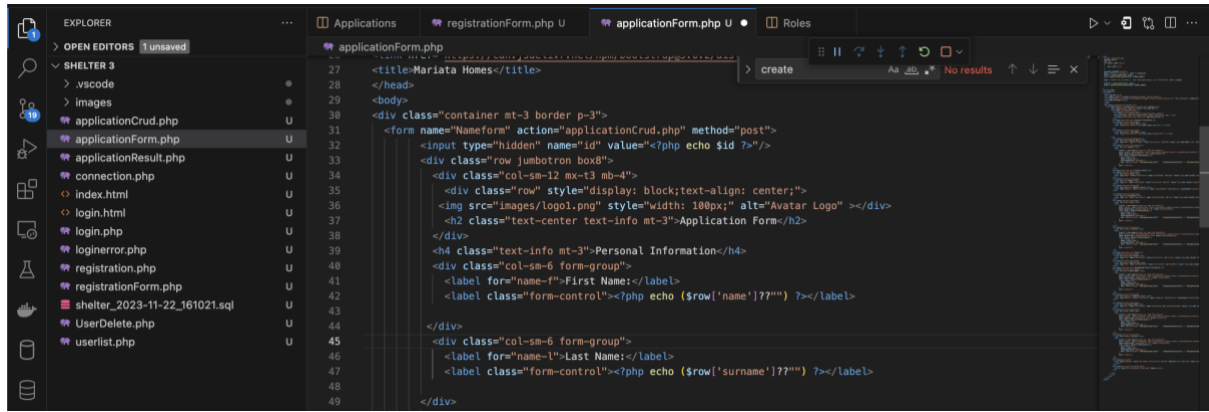 EXPLORER
OPEN EDITORS 1 unsaved
SHELTER 3
.vscode
images
applicationCrud.php U
applicationForm.php U
applicationResult.php U
connection.php U
index.html U
login.html U
login.php U
loginerror.php U
registration.php U
registrationForm.php U
shelter_2023-11-22_161021.sql U
UserDelete.php U
userlist.php U
1
19
Applications
registrationForm.php U
applicationForm.php U
Roles
applicationForm.php
create
Aa ab .*
No results
27 <title>Mariata Homes</title>
28 </head>
29 <body>
30 <div class="container mt-3 border p-3">
31 <form name="Nameform" action="applicationCrud.php" method="post">
32 <input type="hidden" name="id" value="<?php echo $id ?>"/>
33 <div class="row jumbotron box8">
34 <div class="col-sm-12 mx-t3 mb-4">
35 <div class="row" style="display: block;text-align: center;">
36 <img src="images/logo1.png" style="width: 100px;" alt="Avatar Logo" ></div>
37 <h2 class="text-center text-info mt-3">Application Form</h2>
38 </div>
39 <h4 class="text-info mt-3">Personal Information</h4>
40 <div class="col-sm-6 form-group">
41 <label for="name-f">First Name:</label>
42 <label class="form-control"><?php echo ($row['name']??"") ?></label>
43
44 </div>
45 <div class="col-sm-6 form-group">
46 <label for="name-l">Last Name:</label>
47 <label class="form-control"><?php echo ($row['surname']??"") ?></label>
48
49 </div>